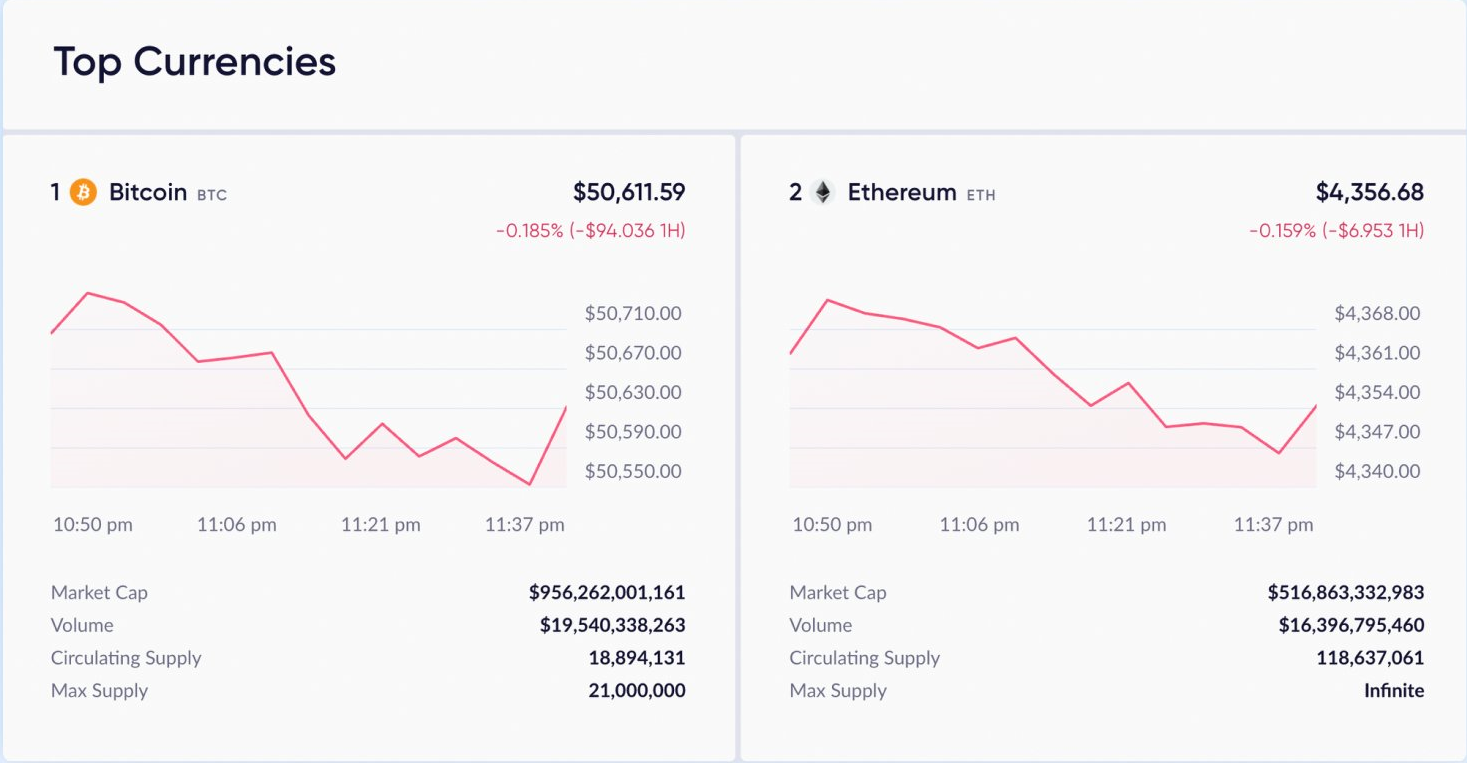 Top Currencies
1 Bitcoin BTC $50,611.59
-0.185% (-$94.036 1H)
$50,710.00
$50,670.00
$50,630.00
$50,590.00
$50,550.00
10:50 pm 11:06 pm 11:21 pm 11:37 pm
Market Cap $956,262,001,161
Volume $19,540,338,263
Circulating Supply 18,894,131
Max Supply 21,000,000
2 Ethereum ETH $4,356.68
-0.159% (-$6.953 1H)
$4,368.00
$4,361.00
$4,354.00
$4,347.00
$4,340.00
10:50 pm 11:06 pm 11:21 pm 11:37 pm
Market Cap $516,863,332,983
Volume $16,396,795,460
Circulating Supply 118,637,061
Max Supply Infinite